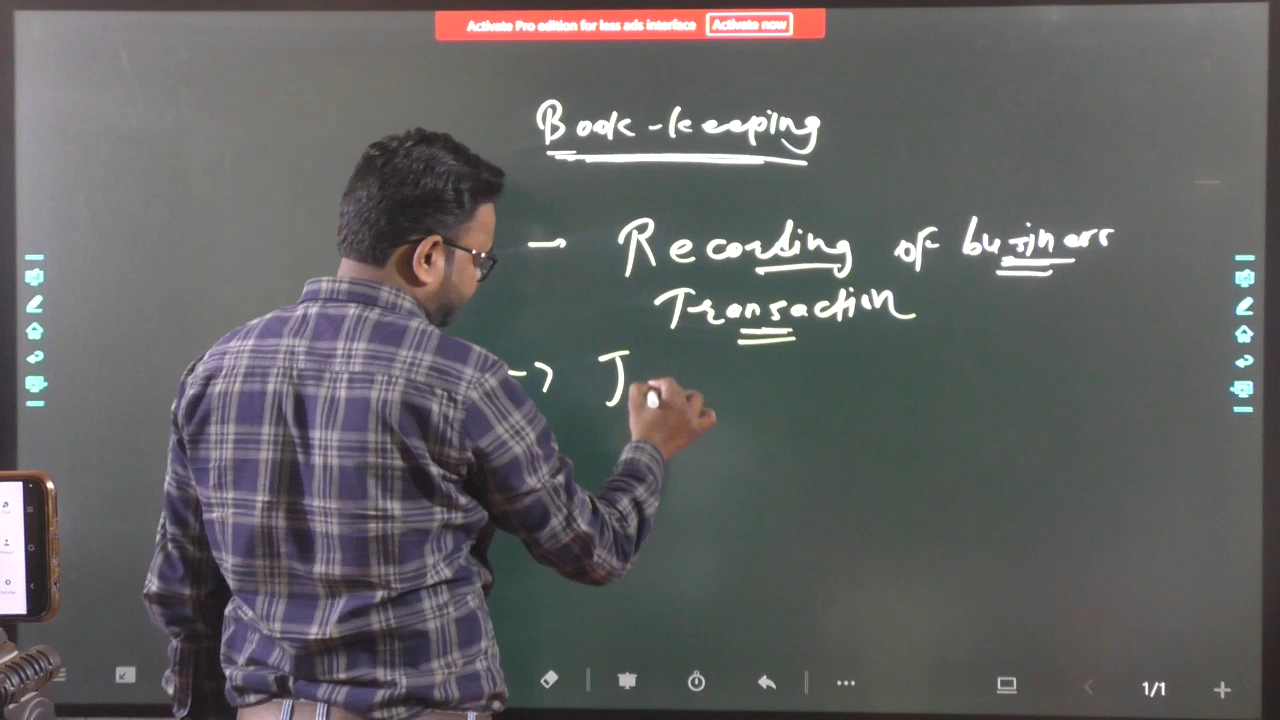 Activate Pro edition for less ads interface Activate now
Book-keeping
→ Recording of business
Transaction
→ J
1/1